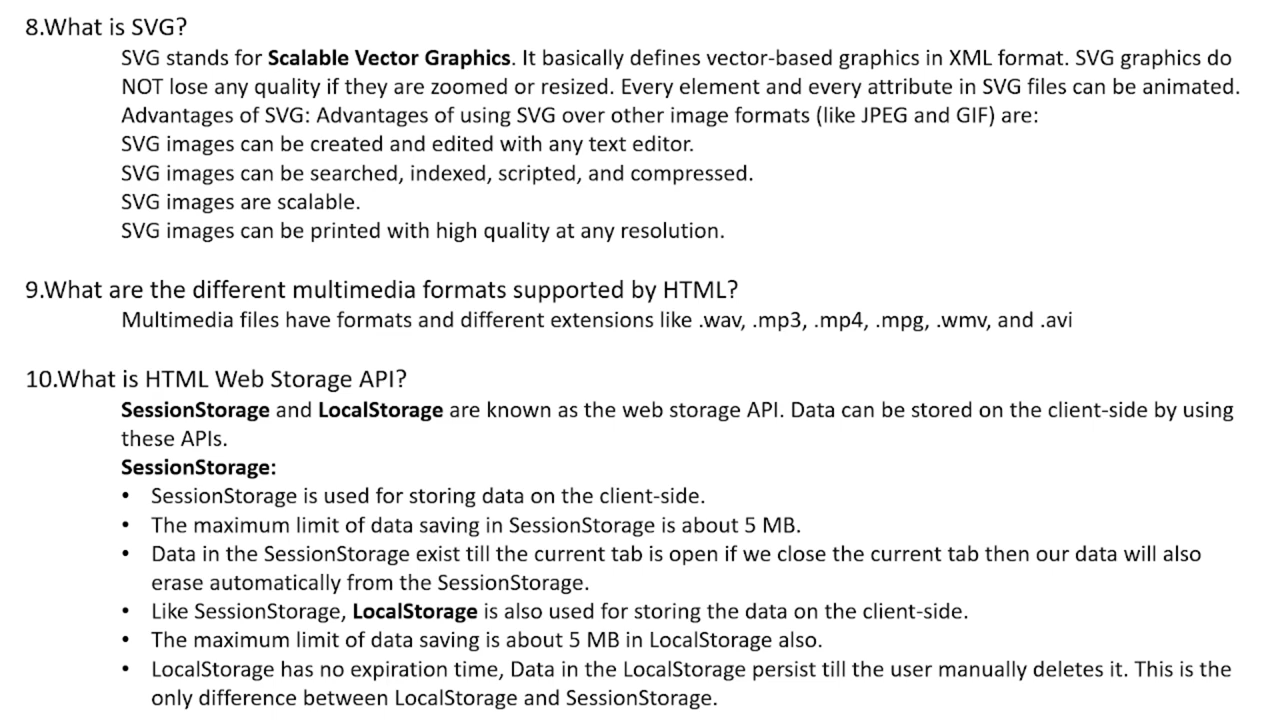 8.What is SVG?
SVG stands for Scalable Vector Graphics. It basically defines vector-based graphics in XML format. SVG graphics do
NOT lose any quality if they are zoomed or resized. Every element and every attribute in SVG files can be animated.
Advantages of SVG: Advantages of using SVG over other image formats (like JPEG and GIF) are:
SVG images can be created and edited with any text editor.
SVG images can be searched, indexed, scripted, and compressed.
SVG images are scalable.
SVG images can be printed with high quality at any resolution.
9.What are the different multimedia formats supported by HTML?
Multimedia files have formats and different extensions like .wav, .mp3, .mp4, .mpg, .wmv, and .avi
10.What is HTML Web Storage API?
SessionStorage and LocalStorage are known as the web storage API. Data can be stored on the client-side by using
these APIs.
SessionStorage:
• SessionStorage is used for storing data on the client-side.
• The maximum limit of data saving in SessionStorage is about 5 MB.
• Data in the SessionStorage exist till the current tab is open if we close the current tab then our data will also
erase automatically from the SessionStorage.
• Like SessionStorage, LocalStorage is also used for storing the data on the client-side.
• The maximum limit of data saving is about 5 MB in LocalStorage also.
• LocalStorage has no expiration time, Data in the LocalStorage persist till the user manually deletes it. This is the
only difference between LocalStorage and SessionStorage.